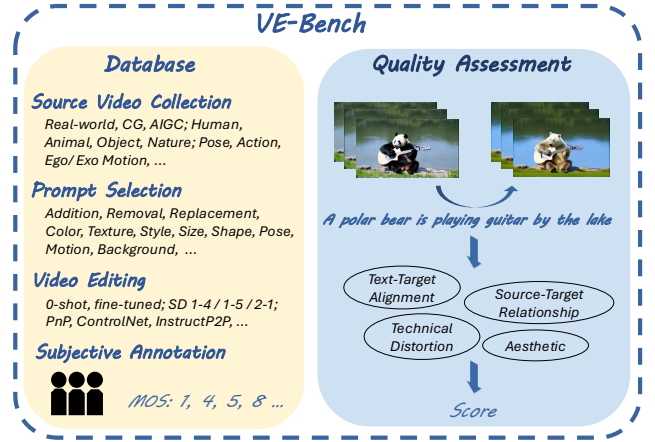 VE-Bench
Database
Source Video Collection
Real-world, CG, AIGC; Human,
Animal, Object, Nature; Pose, Action,
Ego/ Exo Motion, ...
Prompt Selection
Addition, Removal, Replacement,
Color, Texture, Style, Size, Shape, Pose,
Motion, Background, ...
Video Editing
0-shot, fine-tuned; SD 1-4 / 1-5 / 2-1;
PnP, ControlNet, InstructP2P, ...
Subjective Annotation
MOS: 1, 4, 5, 8 ...
Quality Assessment
A polar bear is playing guitar by the lake
Text-Target
Alignment
Source-Target
Relationship
Technical
Distortion
Aesthetic
Score